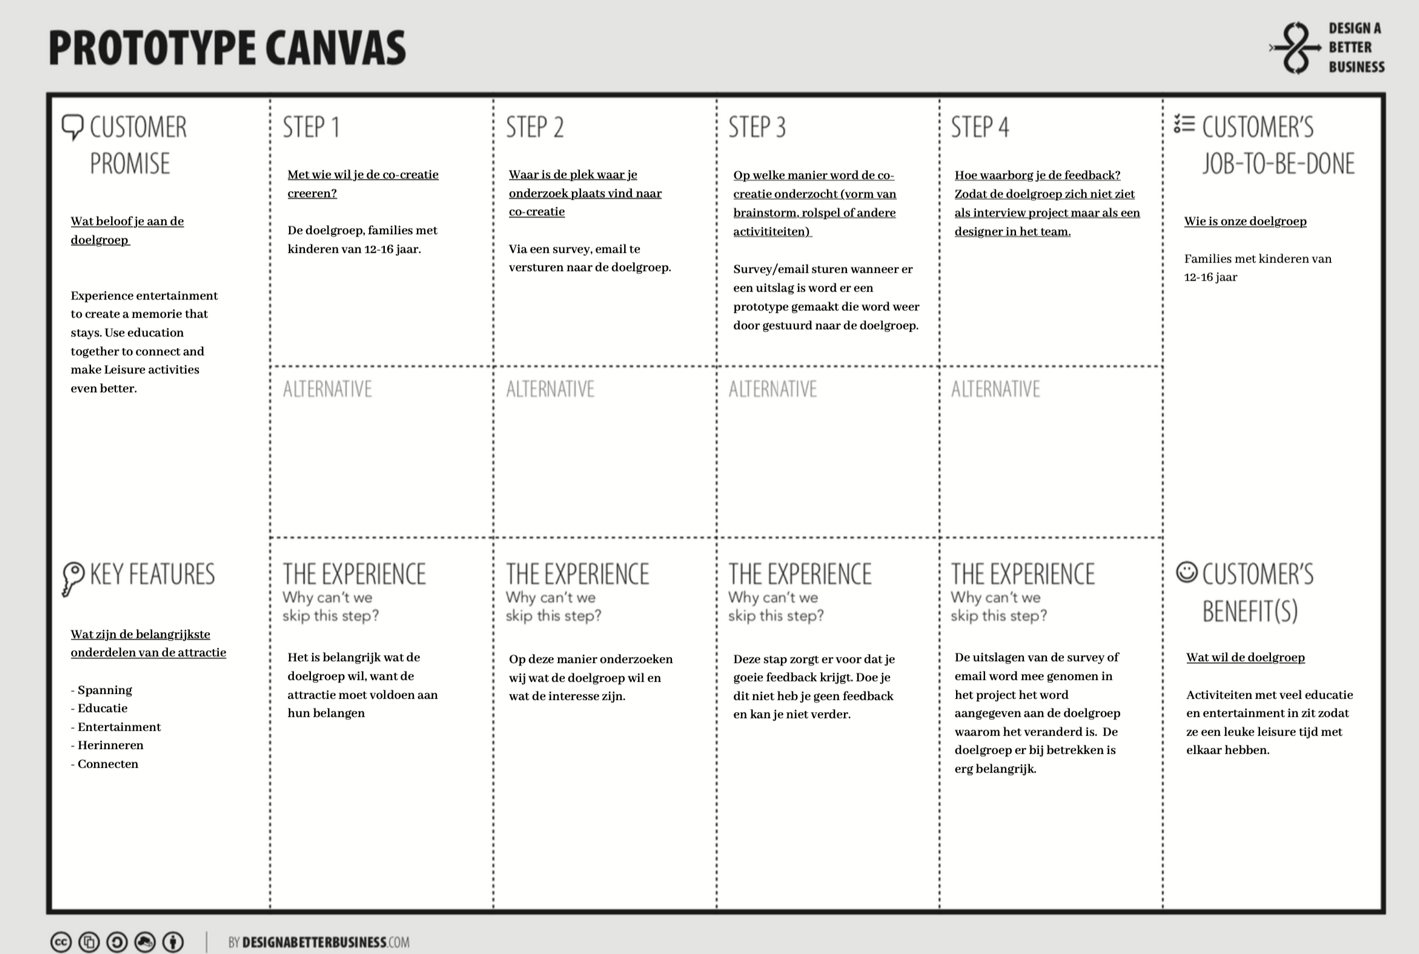 PROTOTYPE CANVAS
DESIGN A
BETTER
BUSINESS
CUSTOMER
PROMISE
Wat beloof je aan de
doelgroep
Experience entertainment
to create a memorie that
stays. Use education
together to connect and
make Leisure activities
even better.
STEP 1
Met wie wil je de co-creatie
creeren?
De doelgroep, families met
kinderen van 12-16 jaar.
STEP 2
Waar is de plek waar je
onderzoek plaats vind naar
co-creatie
Via een survey, email te
versturen naar de doelgroep.
STEP 3
Op welke manier word de co-
creatie onderzocht (vorm van
brainstorm, rolspel of andere
activititeiten)
Survey/email sturen wanneer er
een uitslag is word er een
prototype gemaakt die word weer
door gestuurd naar de doelgroep.
STEP 4
Hoe waarborg je de feedback?
Zodat de doelgroep zich niet ziet
als interview project maar als een
designer in het team.
CUSTOMER'S
JOB-TO-BE-DONE
Wie is onze doelgroep
Families met kinderen van
12-16 jaar
ALTERNATIVE
ALTERNATIVE
ALTERNATIVE
ALTERNATIVE
KEY FEATURES
Wat zijn de belangrijkste
onderdelen van de attractie
- Spanning
- Educatie
- Entertainment
- Herinneren
- Connecten
THE EXPERIENCE
Why can't we
skip this step?
Het is belangrijk wat de
doelgroep wil, want de
attractie moet voldoen aan
hun belangen
THE EXPERIENCE
Why can't we
skip this step?
Op deze manier onderzoeken
wij wat de doelgroep wil en
wat de interesse zijn.
THE EXPERIENCE
Why can't we
skip this step?
Deze stap zorgt er voor dat je
goeie feedback krijgt. Doe je
dit niet heb je geen feedback
en kan je niet verder.
THE EXPERIENCE
Why can't we
skip this step?
De uitslagen van de survey of
email word mee genomen in
het project het word
aangegeven aan de doelgroep
waarom het veranderd is. De
doelgroep er bij betrekken is
erg belangrijk.
CUSTOMER'S
BENEFIT(S)
Wat wil de doelgroep
Activiteiten met veel educatie
en entertainment in zit zodat
ze een leuke leisure tijd met
elkaar hebben.
cc
BY DESIGNABETTERBUSINESS.COM